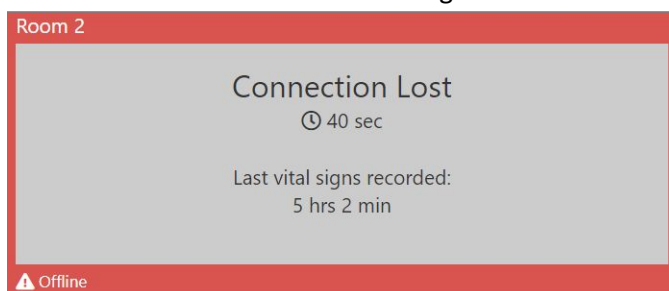 Room 2
Connection Lost
40 sec
Last vital signs recorded:
5 hrs 2 min
Offline